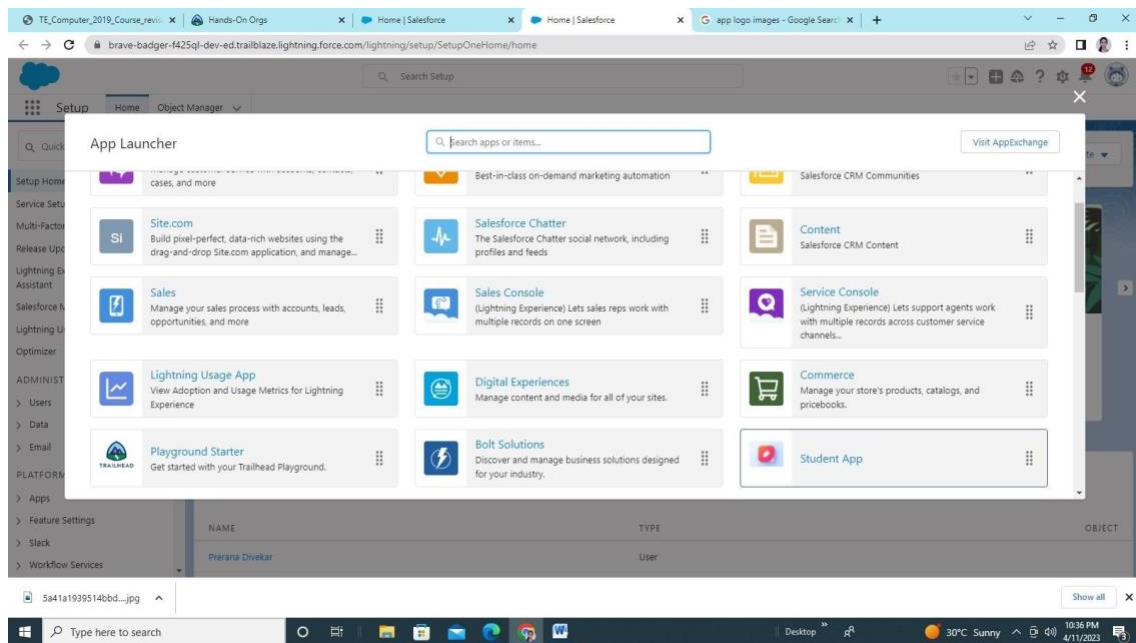 TE_Computer_2019_Course_revis
Hands-On Orgs
Home | Salesforce
Home | Salesforce
app logo images - Google Searc
brave-badger-f425ql-dev-ed.trailblaze.lightning.force.com/lightning/setup/SetupOneHome/home
Search Setup
12
Setup
Home
Object Manager
Quick
App Launcher
Search apps or items...
Visit AppExchange
te
Setup Home
Service Setu
Multi-Factor
Release Upd
Lightning Ex
Assistant
Salesforce M
Lightning U
Optimizer
ADMINIST
Users
Data
Email
PLATFORM
Apps
Feature Settings
Slack
Workflow Services
cases, and more
Best-in-class on-demand marketing automation
Salesforce CRM Communities
Si
Site.com
Build pixel-perfect, data-rich websites using the
drag-and-drop Site.com application, and manage...
Salesforce Chatter
The Salesforce Chatter social network, including
profiles and feeds
Content
Salesforce CRM Content
Sales
Manage your sales process with accounts, leads,
opportunities, and more
Sales Console
(Lightning Experience) Lets sales reps work with
multiple records on one screen
Service Console
(Lightning Experience) Lets support agents work
with multiple records across customer service
channels...
Lightning Usage App
View Adoption and Usage Metrics for Lightning
Experience
Digital Experiences
Manage content and media for all of your sites.
Commerce
Manage your store's products, catalogs, and
pricebooks.
TRAILHEAD
Playground Starter
Get started with your Trailhead Playground.
Bolt Solutions
Discover and manage business solutions designed
for your industry.
Student App
NAME
TYPE
OBJECT
Prerana Divekar
User
5a41a1939514bbd....jpg
Show all
Type here to search
Desktop
30°C Sunny
10:36 PM
4/11/2023